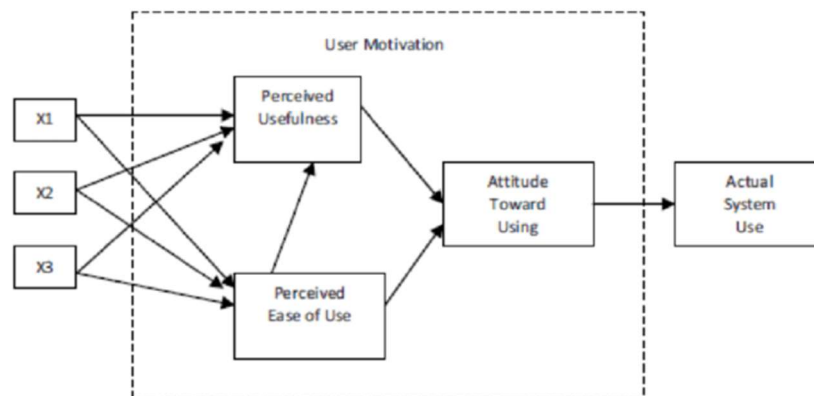 User Motivation
X1
X2
X3
Perceived
Usefulness
Perceived
Ease of Use
Attitude
Toward
Using
Actual
System
Use